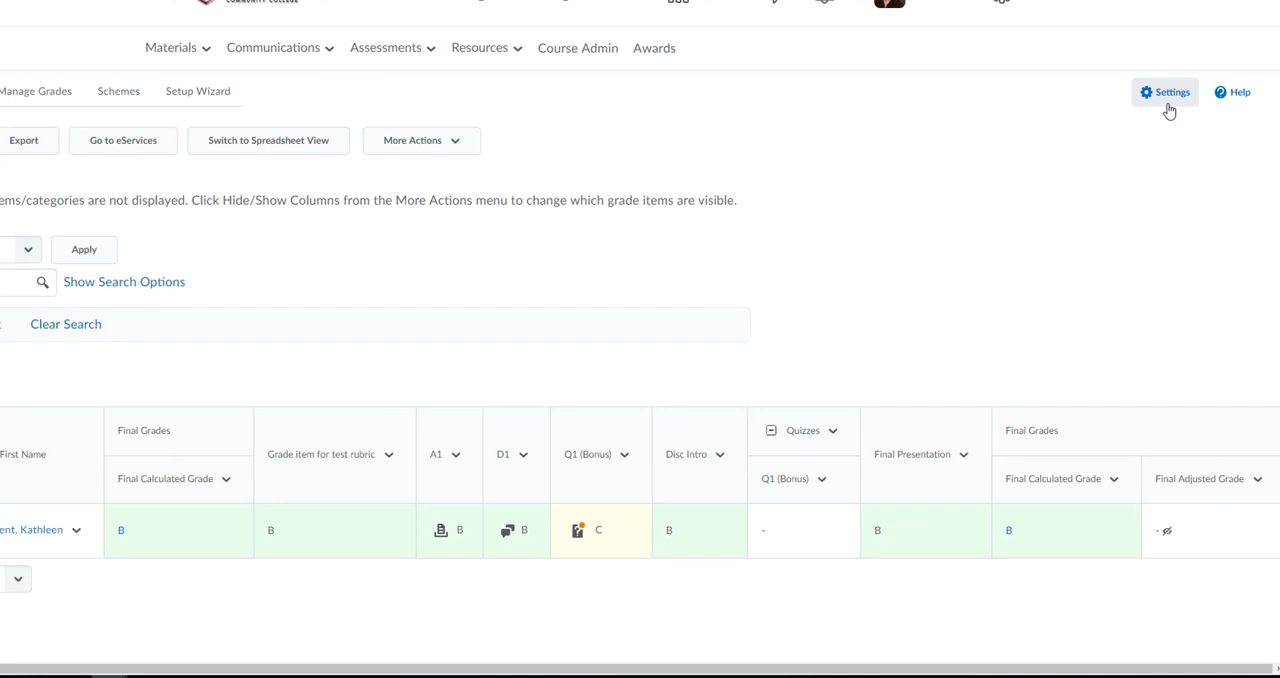 COMMUNITY COLLEGE
Materials Communications Assessments Resources Course Admin Awards
Manage Grades Schemes Setup Wizard Settings Help
Export Go to eServices Switch to Spreadsheet View More Actions
ems/categories are not displayed. Click Hide/Show Columns from the More Actions menu to change which grade items are visible.
Apply
Show Search Options
Clear Search
Final Grades Quizzes Final Grades
First Name Grade item for test rubric A1 D1 Q1 (Bonus) Disc Intro Final Presentation
Final Calculated Grade Q1 (Bonus) Final Calculated Grade Final Adjusted Grade
ent, Kathleen B B B B C B - B B -